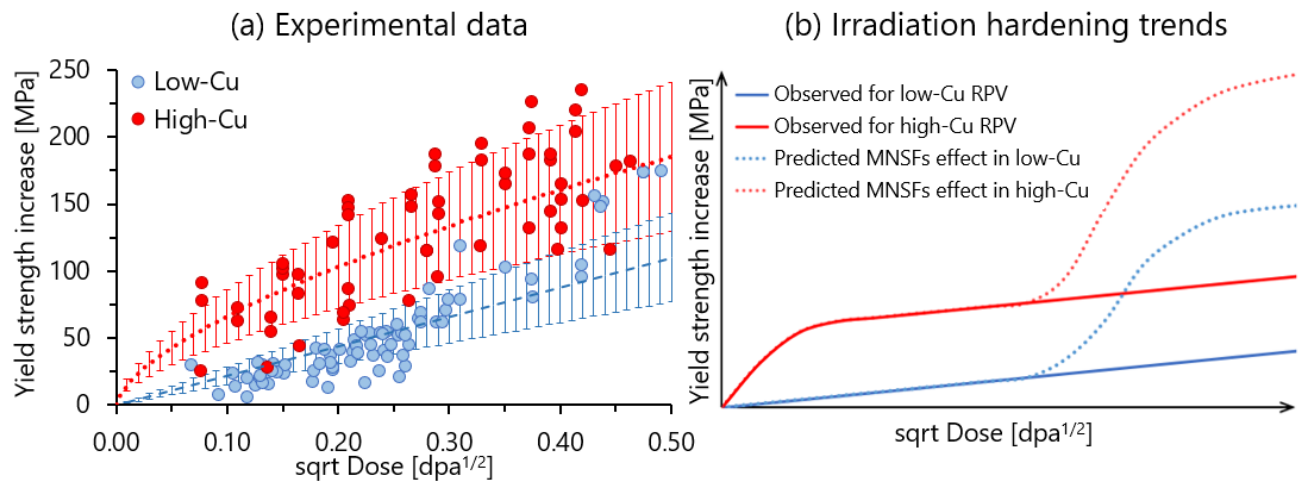 (a) Experimental data
Yield strength increase [MPa]
250
200
150
100
50
0
Low-Cu
High-Cu
0.00 0.10 0.20 0.30 0.40 0.50
sqrt Dose [dpa1/2]
(b) Irradiation hardening trends
Yield strength increase [MPa]
Observed for low-Cu RPV
Observed for high-Cu RPV
Predicted MNSFs effect in low-Cu
Predicted MNSFs effect in high-Cu
sqrt Dose [dpa1/2]